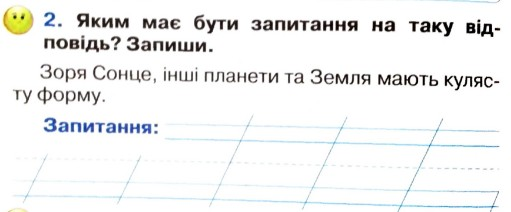 2. Яким має бути запитання на таку від-
повідь? Запиши.
Зоря Сонце, інші планети та Земля мають куляс-
ту форму.
Запитання: